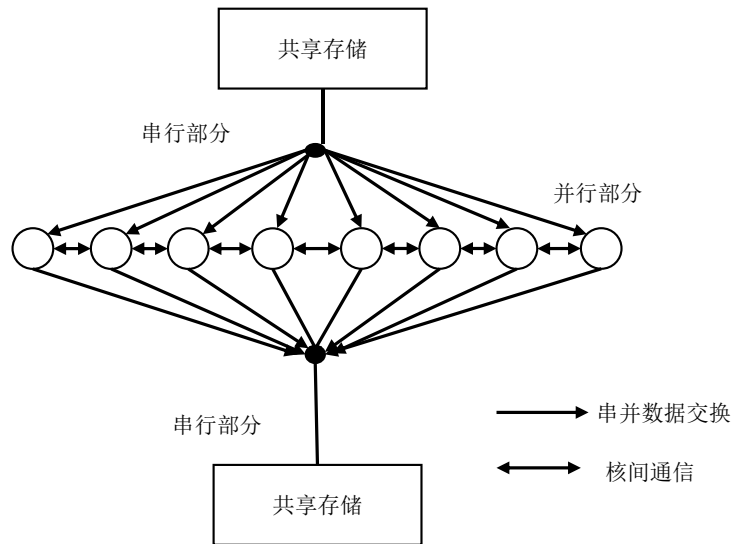 共享存储
串行部分
并行部分
串行部分
串并数据交换
核间通信
共享存储